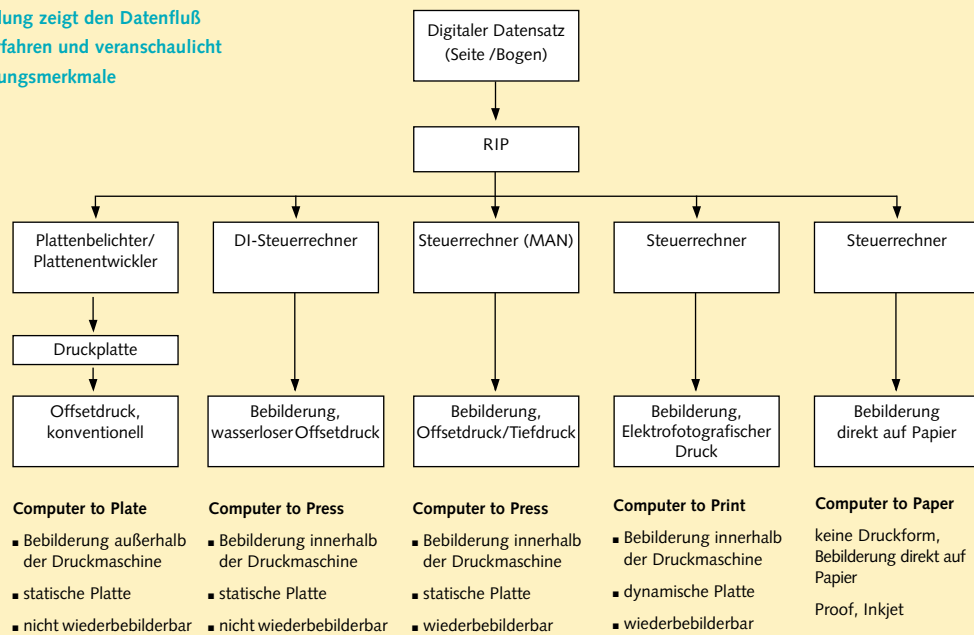 lung zeigt den Datenfluß
fahren und veranschaulicht
ungsmerkmale
Digitaler Datensatz
(Seite /Bogen)
RIP
Plattenbelichter/
Plattenentwickler
DI-Steuerrechner
Steuerrechner (MAN)
Steuerrechner
Steuerrechner
Druckplatte
Offsetdruck,
konventionell
Bebilderung,
wasserloser Offsetdruck
Bebilderung,
Offsetdruck/Tiefdruck
Bebilderung,
Elektrofotografischer
Druck
Bebilderung
direkt auf Papier
Computer to Plate
▪ Bebilderung außerhalb
der Druckmaschine
▪ statische Platte
▪ nicht wiederbebilderbar
Computer to Press
▪ Bebilderung innerhalb
der Druckmaschine
▪ statische Platte
▪ nicht wiederbebilderbar
Computer to Press
▪ Bebilderung innerhalb
der Druckmaschine
▪ statische Platte
▪ wiederbebilderbar
Computer to Print
▪ Bebilderung innerhalb
der Druckmaschine
▪ dynamische Platte
▪ wiederbebilderbar
Computer to Paper
keine Druckform,
Bebilderung direkt auf
Papier
Proof, Inkjet